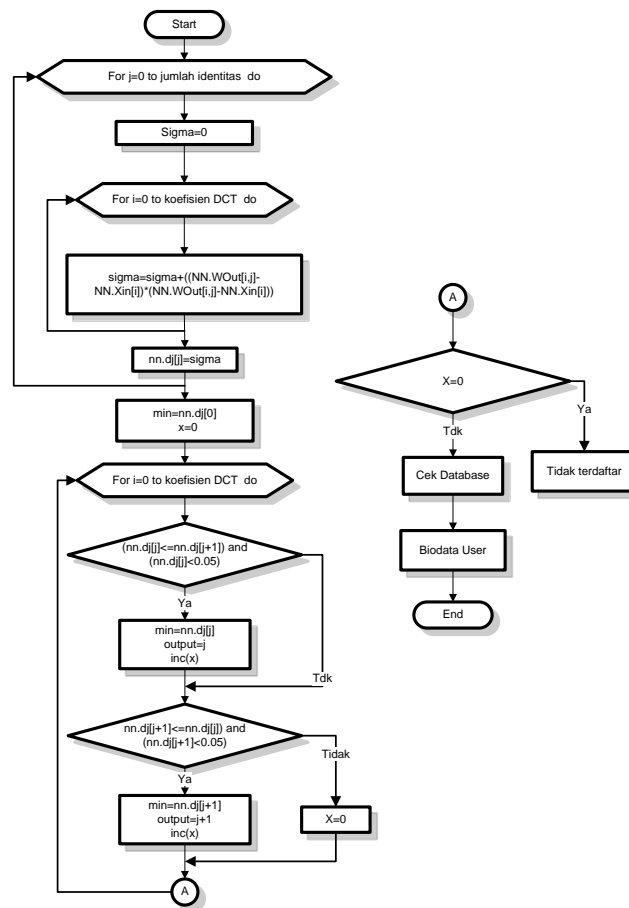 Start
For j=0 to jumlah identitas do
Sigma=0
For i=0 to koefisien DCT do
sigma=sigma+((NN.WOut[i,j]-
NN.Xin[i])*(NN.WOut[i,j]-NN.Xin[i]))
nn.dj[j]=sigma
min=nn.dj[0]
x=0
For i=0 to koefisien DCT do
(nn.dj[j]<=nn.dj[j+1]) and
(nn.dj[j]<0.05)
Ya
min=nn.dj[j]
output=j
inc(x)
Tdk
nn.dj[j+1]<=nn.dj[j]) and
(nn.dj[j+1]<0.05)
Tidak
Ya
min=nn.dj[j+1]
output=j+1
inc(x)
X=0
A
A
X=0
Ya
Tdk
Cek Database
Tidak terdaftar
Biodata User
End